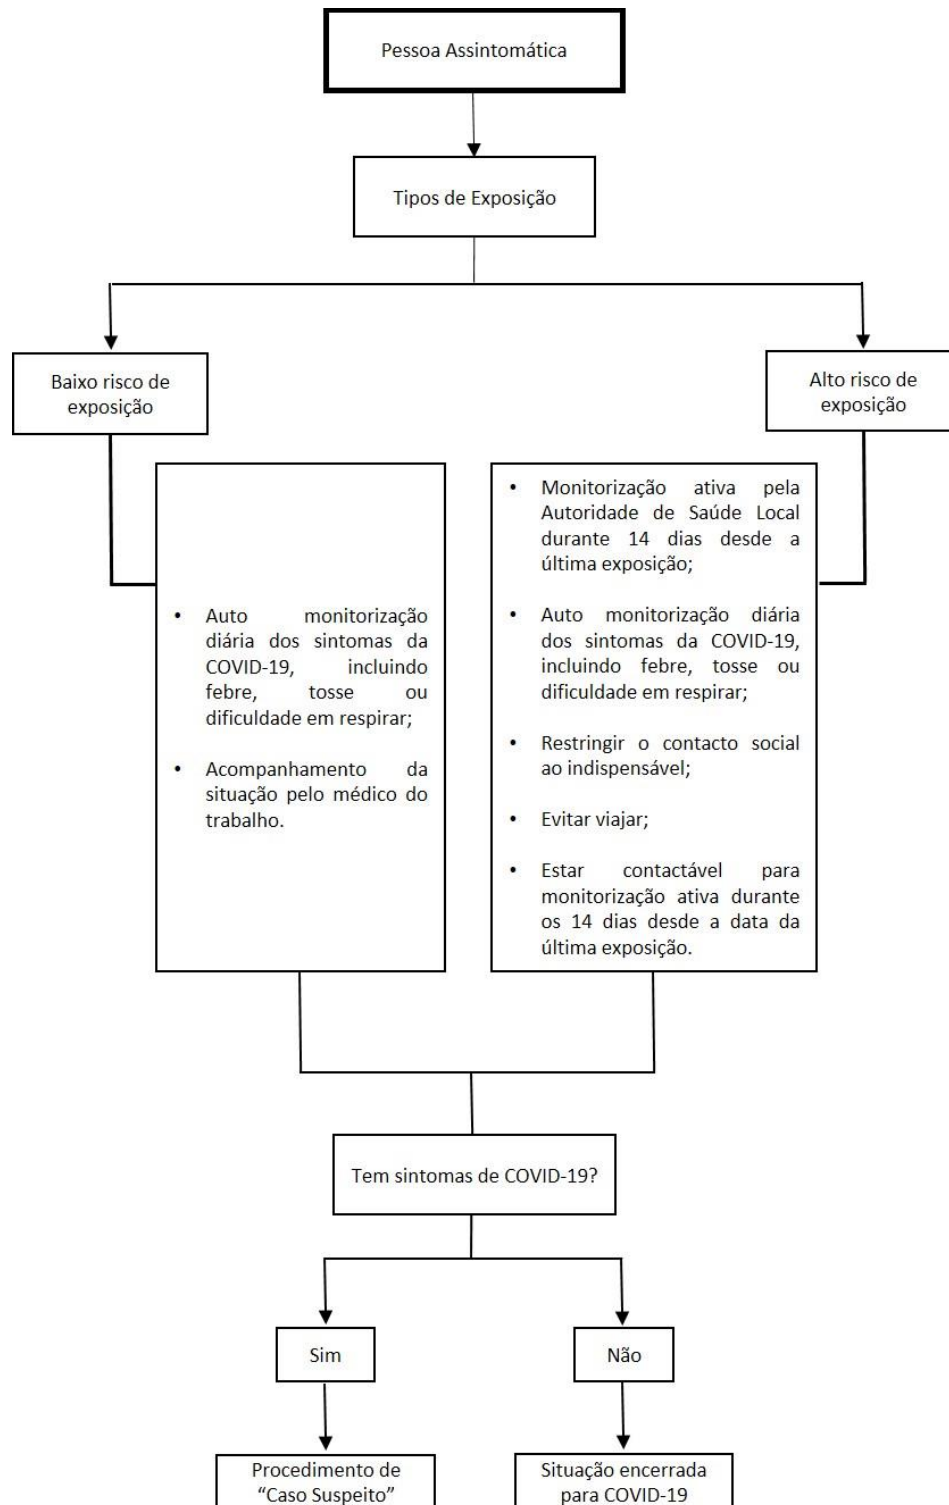 Pessoa Assintomática
Tipos de Exposição
Baixo risco de
exposição
Alto risco de
exposição
• Auto monitorização
diária dos sintomas da
COVID-19, incluindo
febre, tosse ou
dificuldade em respirar;
• Acompanhamento da
situação pelo médico do
trabalho.
• Monitorização ativa pela
Autoridade de Saúde Local
durante 14 dias desde a
última exposição;
• Auto monitorização diária
dos sintomas da COVID-19,
incluindo febre, tosse ou
dificuldade em respirar;
• Restringir o contacto social
ao indispensável;
• Evitar viajar;
• Estar contactável para
monitorização ativa durante
os 14 dias desde a data da
última exposição.
Tem sintomas de COVID-19?
Sim
Não
Procedimento de
“Caso Suspeito”
Situação encerrada
para COVID-19